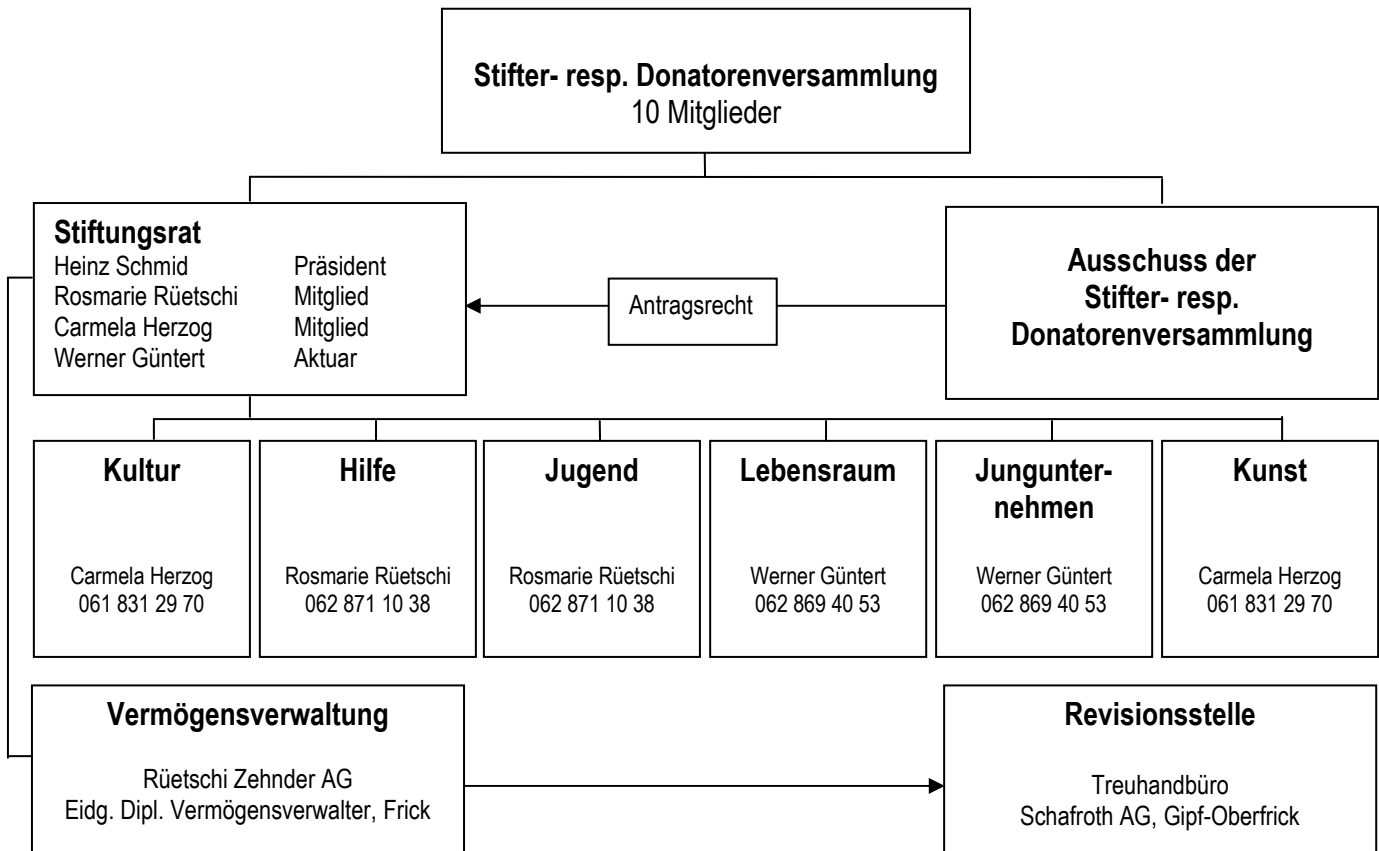 Stifter- resp. Donatorenversammlung
10 Mitglieder
Stiftungsrat
Heinz Schmid Präsident
Rosmarie Rüetschi Mitglied
Carmela Herzog Mitglied
Werner Güntert Aktuar
Antragsrecht
Ausschuss der
Stifter- resp.
Donatorenversammlung
Kultur
Carmela Herzog
061 831 29 70
Hilfe
Rosmarie Rüetschi
062 871 10 38
Jugend
Rosmarie Rüetschi
062 871 10 38
Lebensraum
Werner Güntert
062 869 40 53
Jungunter-
nehmen
Werner Güntert
062 869 40 53
Kunst
Carmela Herzog
061 831 29 70
Vermögensverwaltung
Rüetschi Zehnder AG
Eidg. Dipl. Vermögensverwalter, Frick
Revisionsstelle
Treuhandbüro
Schafroth AG, Gipf-Oberfrick